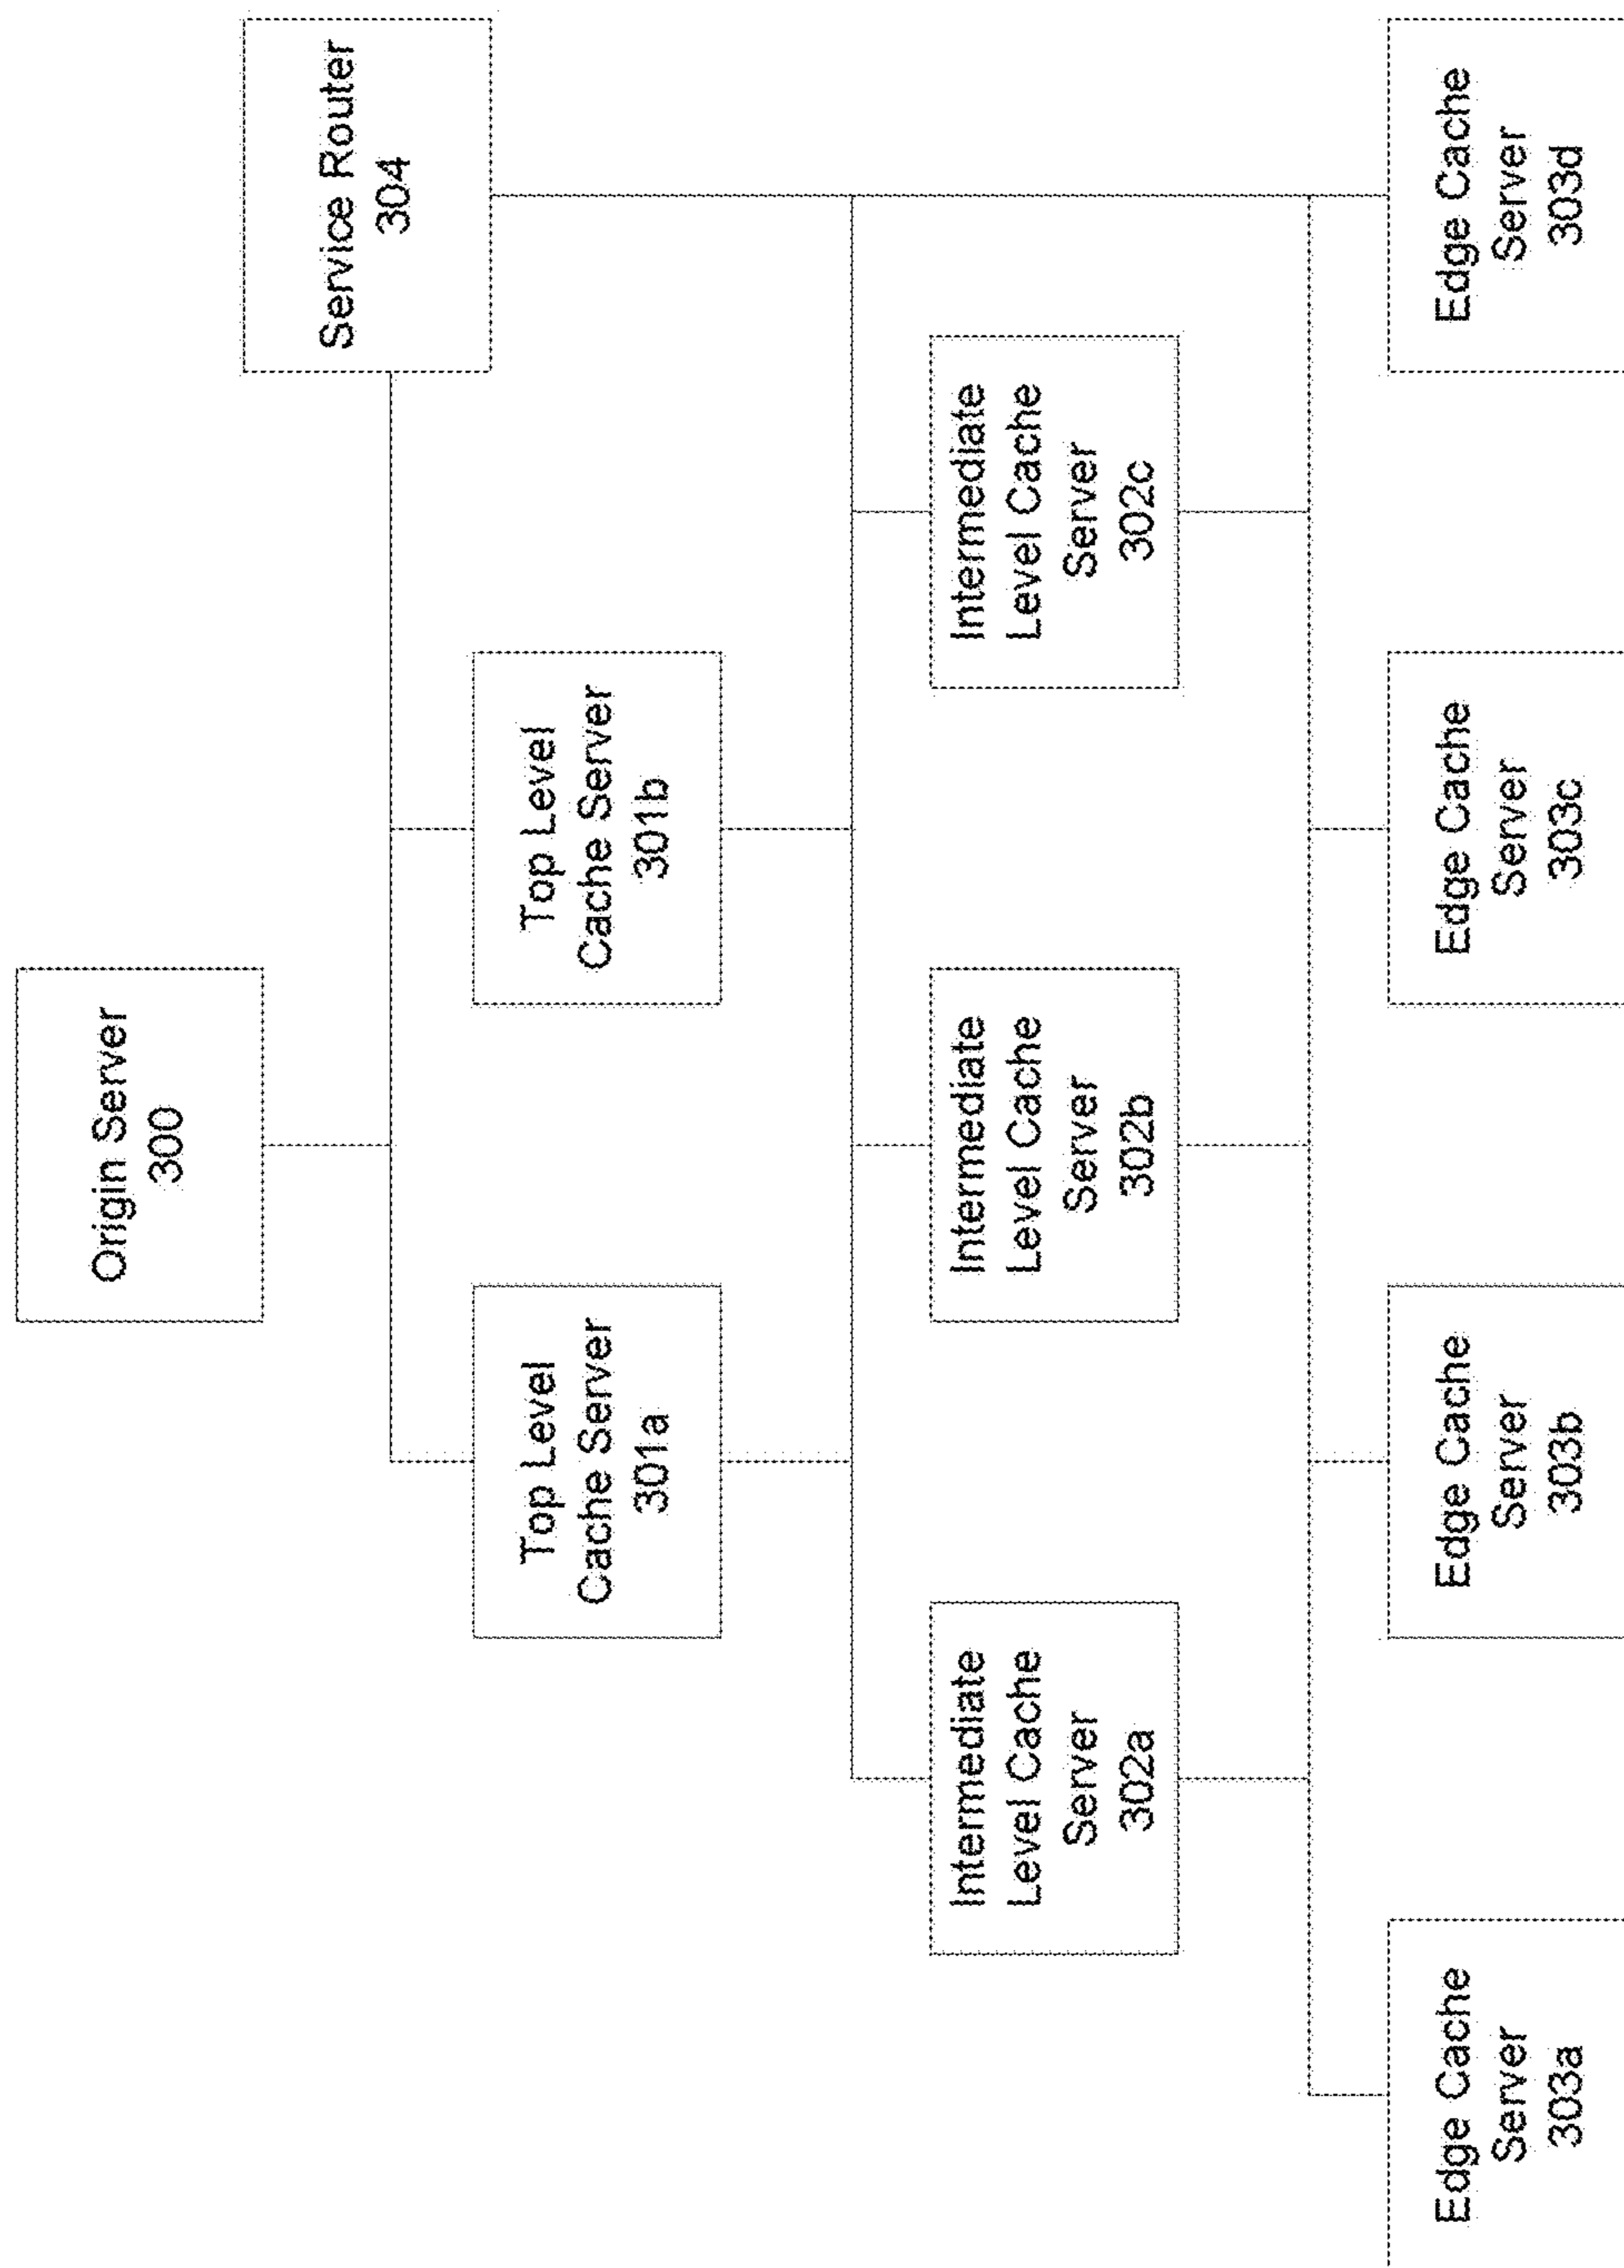 Origin Server
300
Service Router
304
Top Level
Cache Server
301a
Top Level
Cache Server
301b
Intermediate
Level Cache
Server
302a
Intermediate
Level Cache
Server
302b
Intermediate
Level Cache
Server
302c
Edge Cache
Server
303a
Edge Cache
Server
303b
Edge Cache
Server
303c
Edge Cache
Server
303d